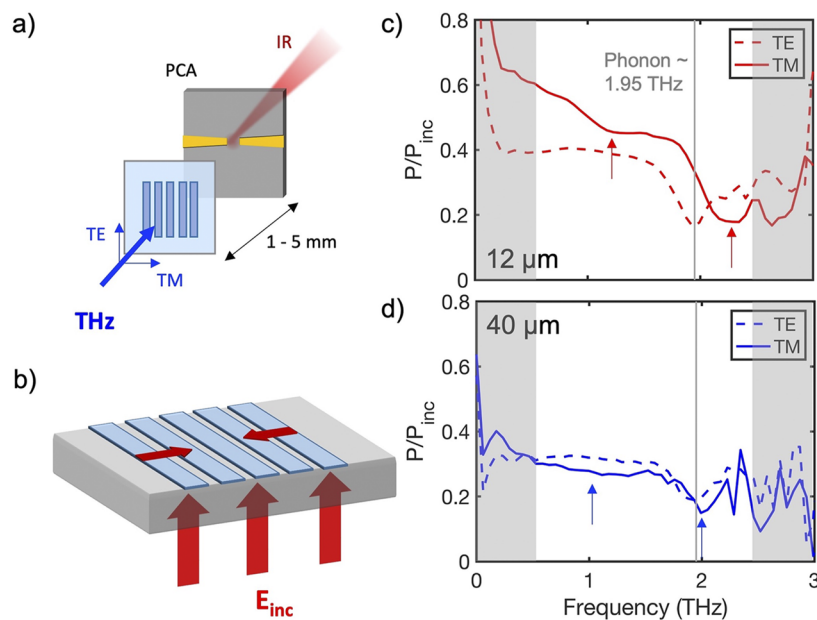 a)
IR
PCA
TE
TM
THz
1 - 5 mm
b)
E_inc
c)
P/P_inc
0.8
0.6
0.4
0.2
0
Phonon ~
1.95 THz
TE
TM
12 µm
d)
P/P_inc
0.8
0.6
0.4
0.2
0
40 µm
TE
TM
0 1 2 3
Frequency (THz)